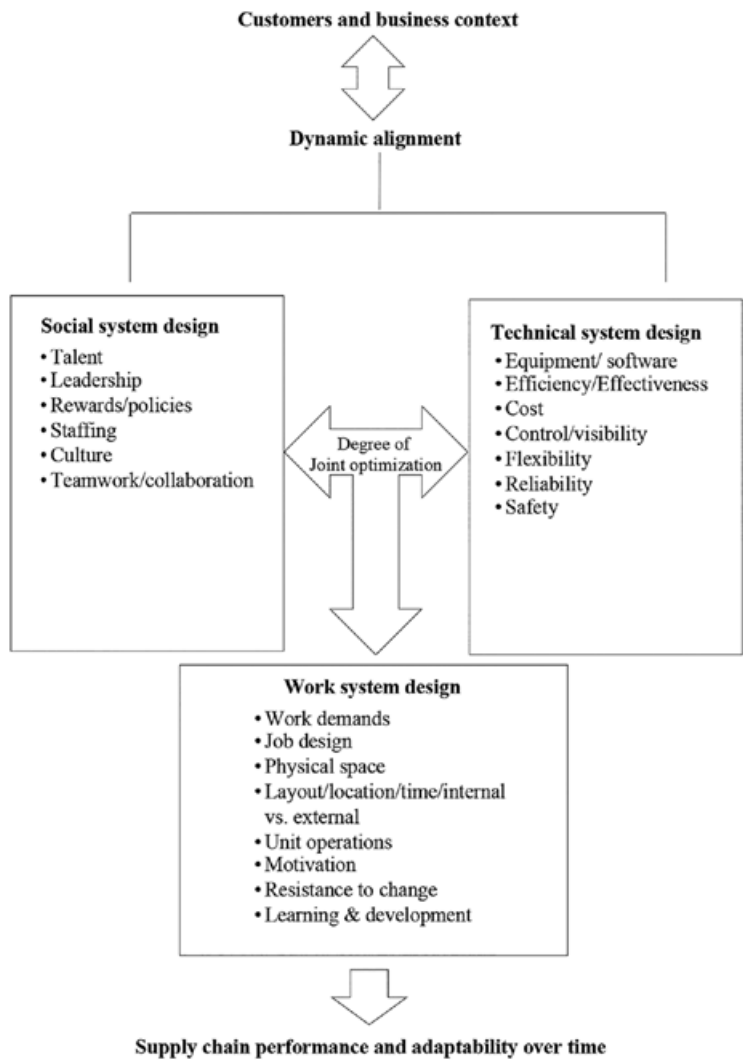 Customers and business context
Dynamic alignment
Social system design
• Talent
• Leadership
• Rewards/policies
• Staffing
• Culture
• Teamwork/collaboration
Degree of
Joint optimization
Technical system design
• Equipment/ software
• Efficiency/Effectiveness
• Cost
• Control/visibility
• Flexibility
• Reliability
• Safety
Work system design
• Work demands
• Job design
• Physical space
• Layout/location/time/internal
vs. external
• Unit operations
• Motivation
• Resistance to change
• Learning & development
Supply chain performance and adaptability over time